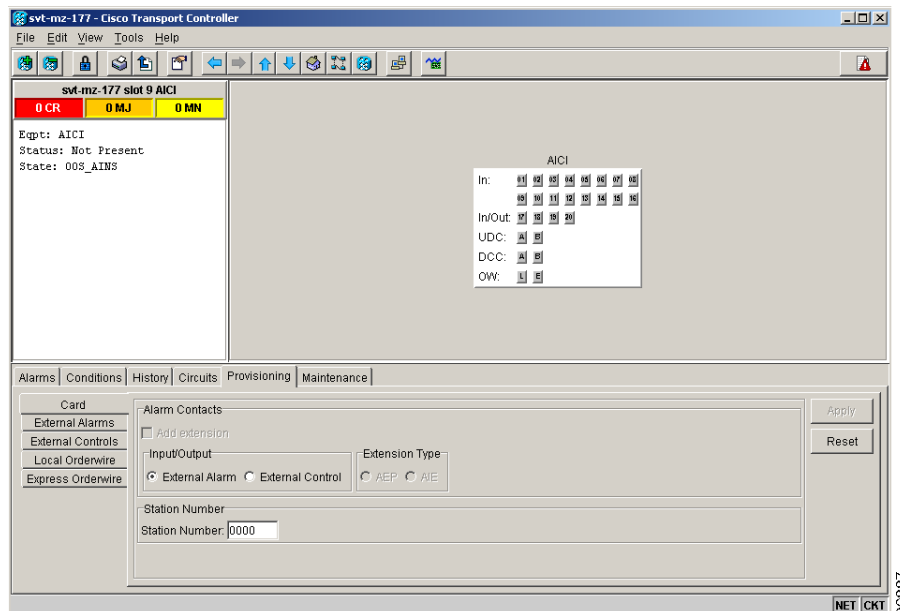 svt-mz-177 - Cisco Transport Controller
File Edit View Tools Help
svt-mz-177 slot 9 AICI
0 CR 0 MJ 0 MN
Eqpt: AICI
Status: Not Present
State: OOS_AINS
AICI
In: 01 02 03 04 05 06 07 08
09 10 11 12 13 14 15 16
In/Out: 17 18 19 20
UDC: A B
DCC: A B
OW: L E
Alarms Conditions History Circuits Provisioning Maintenance
Card
External Alarms
External Controls
Local Orderwire
Express Orderwire
Alarm Contacts
Add extension
Input/Output
External Alarm External Control
Extension Type
AEP AIE
Station Number
Station Number: 0000
Apply
Reset
NET CKT